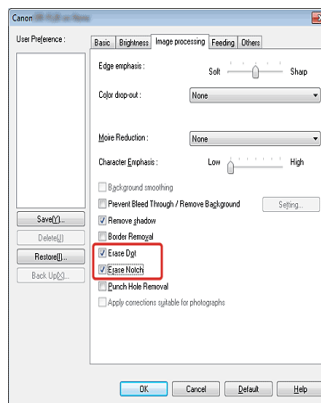 Canon
User Preference :
Basic Brightness Image processing Feeding Others
Edge emphasis :
Soft Sharp
Color drop-out : None
Moire Reduction : None
Character Emphasis : Low High
Background smoothing
Prevent Bleed Through / Remove Background Setting...
Remove shadow
Save(Y)...
Border Removal
Delete(J)
Erase Dot
Restore(I)...
Erase Notch
Back Up(X)...
Punch Hole Removal
Apply corrections suitable for photographs
OK Cancel Default Help